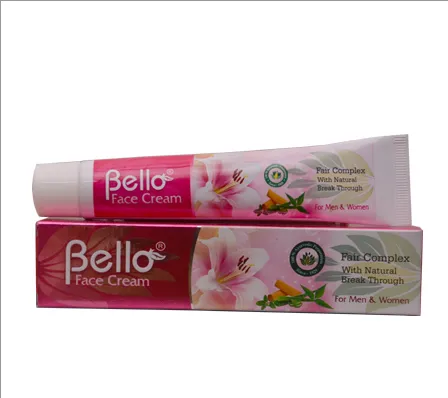 Bello®
Face Cream
Fair Complex
With Natural
Break Through
For Men & Women
Bello®
Face Cream
Fair Complex
With Natural
Break Through
For Men & Women